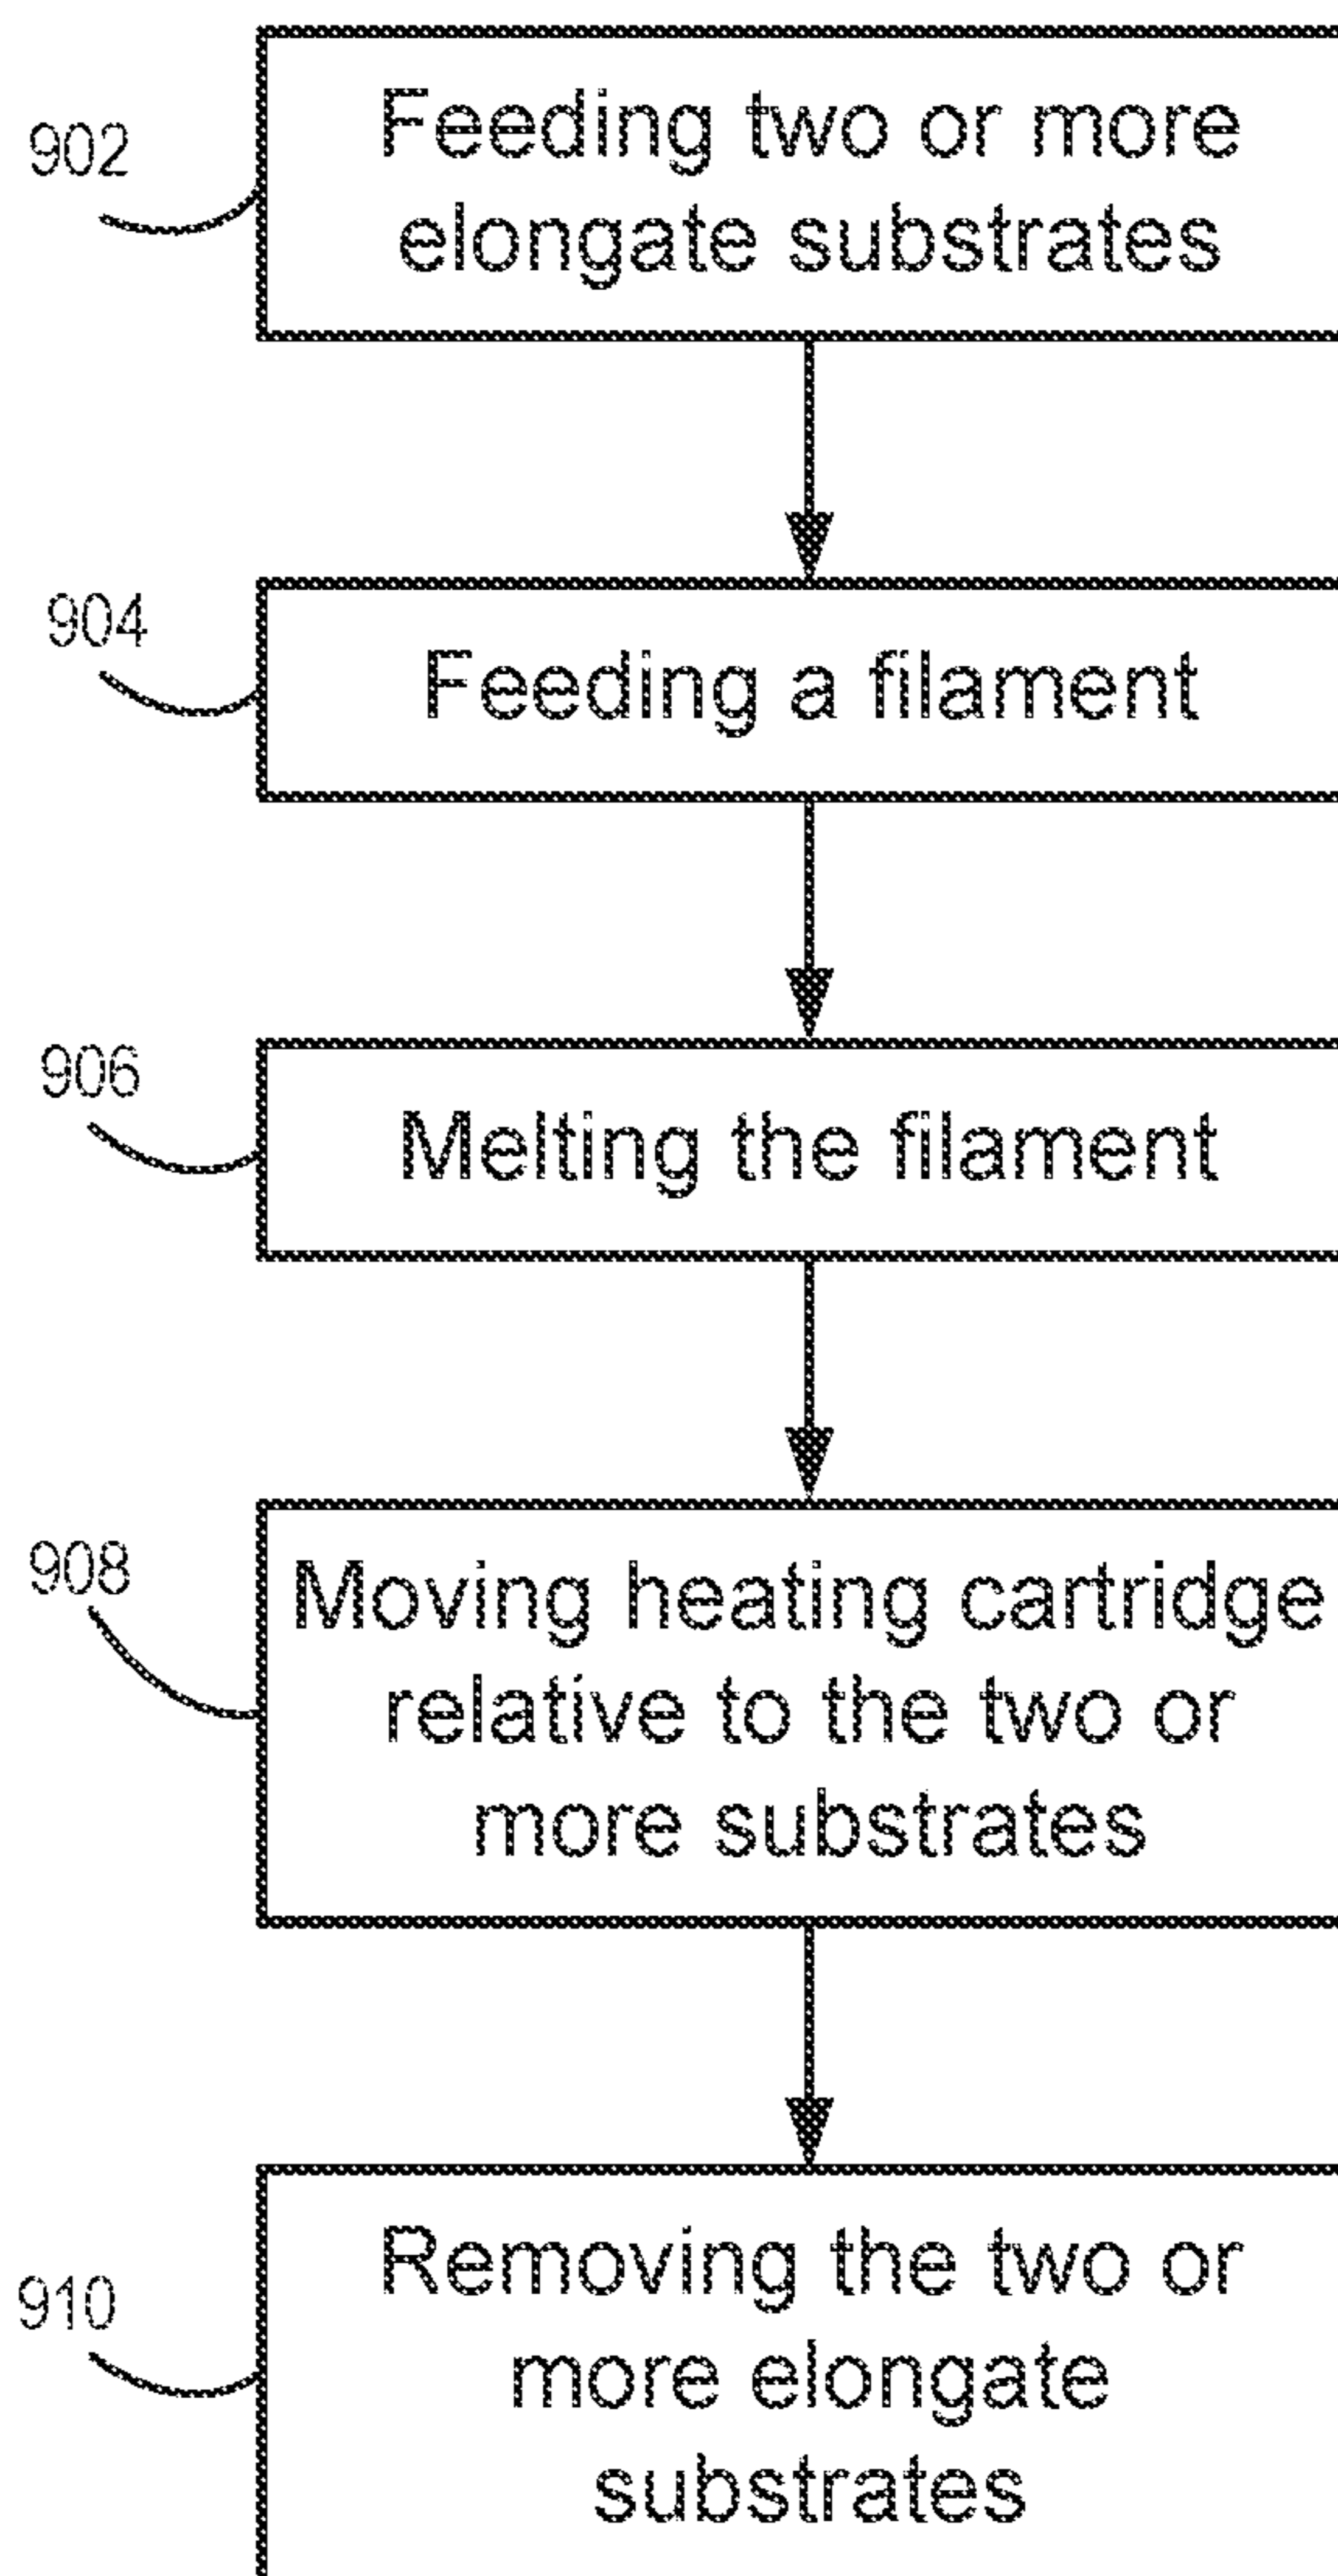 902
Feeding two or more
elongate substrates
904
Feeding a filament
906
Melting the filament
908
Moving heating cartridge
relative to the two or
more substrates
910
Removing the two or
more elongate
substrates